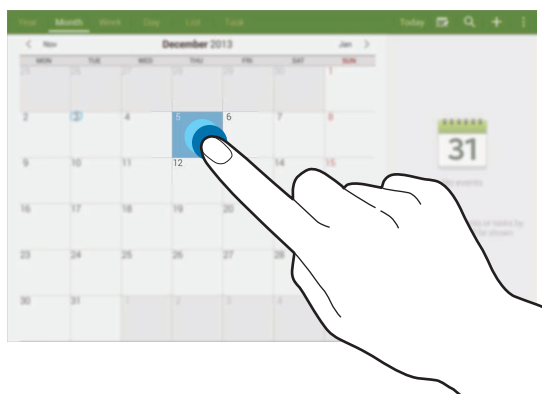 Year Month Week Day List Task Today
< Nov December 2013 Jan >
MON TUE WED THU FRI SAT SUN
25 26 27 28 29 30 1
2 3 4 5 6 7 8
9 10 11 12 14 15
16 17 18 19 20
23 24 25 26 27 28
30 31 1 2 3 4
31